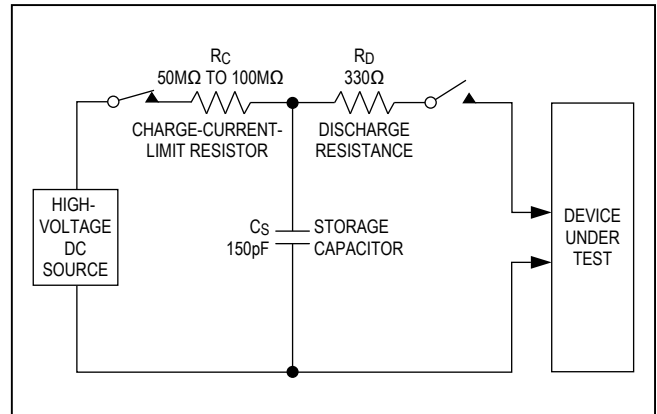 RC
50MΩ TO 100MΩ
CHARGE-CURRENT-
LIMIT RESISTOR
RD
330Ω
DISCHARGE
RESISTANCE
HIGH-
VOLTAGE
DC
SOURCE
CS
150pF
STORAGE
CAPACITOR
DEVICE
UNDER
TEST